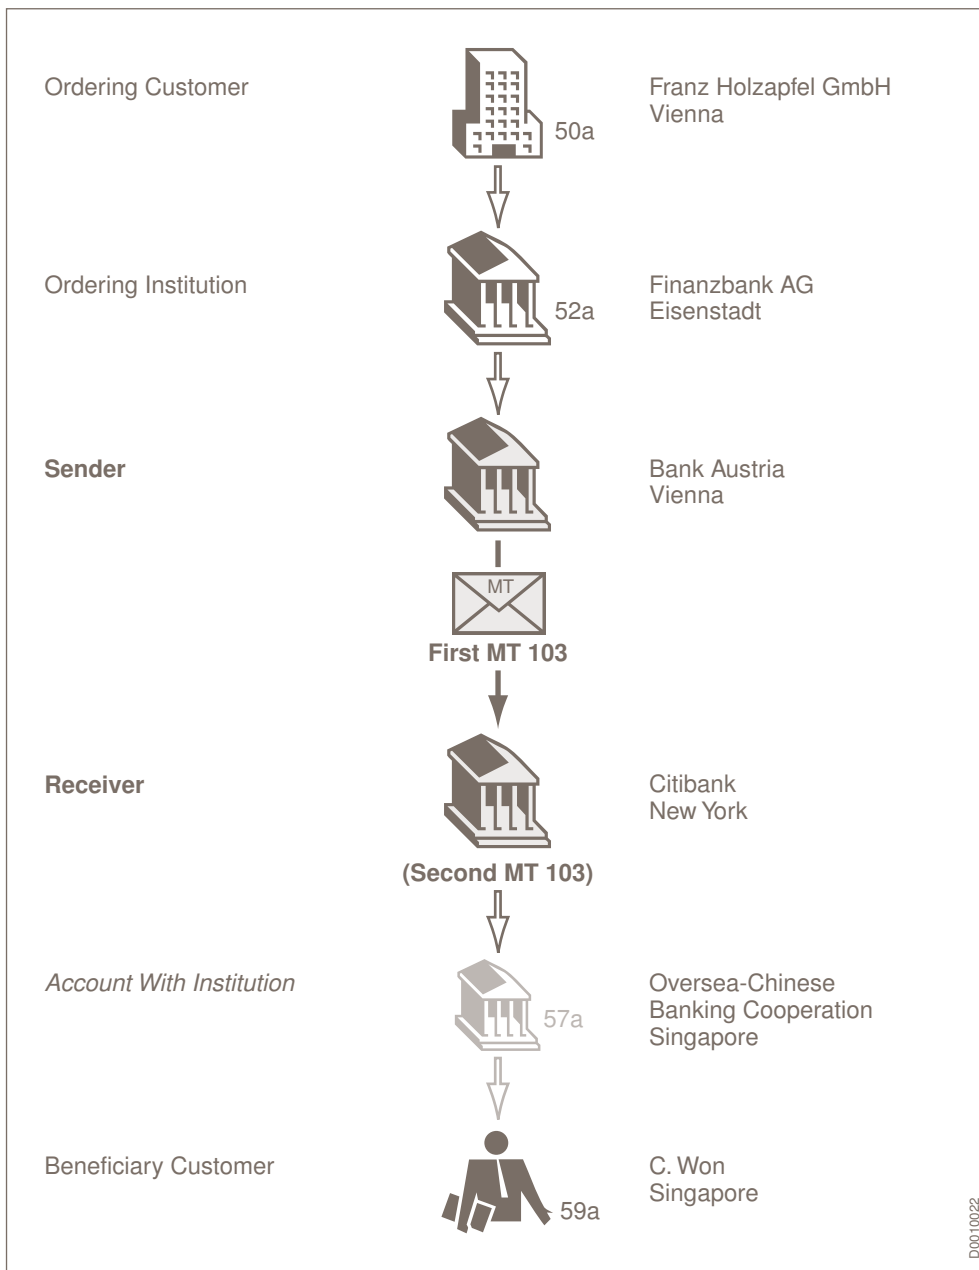 Ordering Customer
50a
Franz Holzapfel GmbH
Vienna
Ordering Institution
52a
Finanzbank AG
Eisenstadt
Sender
Bank Austria
Vienna
MT
First MT 103
Receiver
Citibank
New York
(Second MT 103)
Account With Institution
57a
Oversea-Chinese
Banking Cooperation
Singapore
Beneficiary Customer
59a
C. Won
Singapore
D0010022